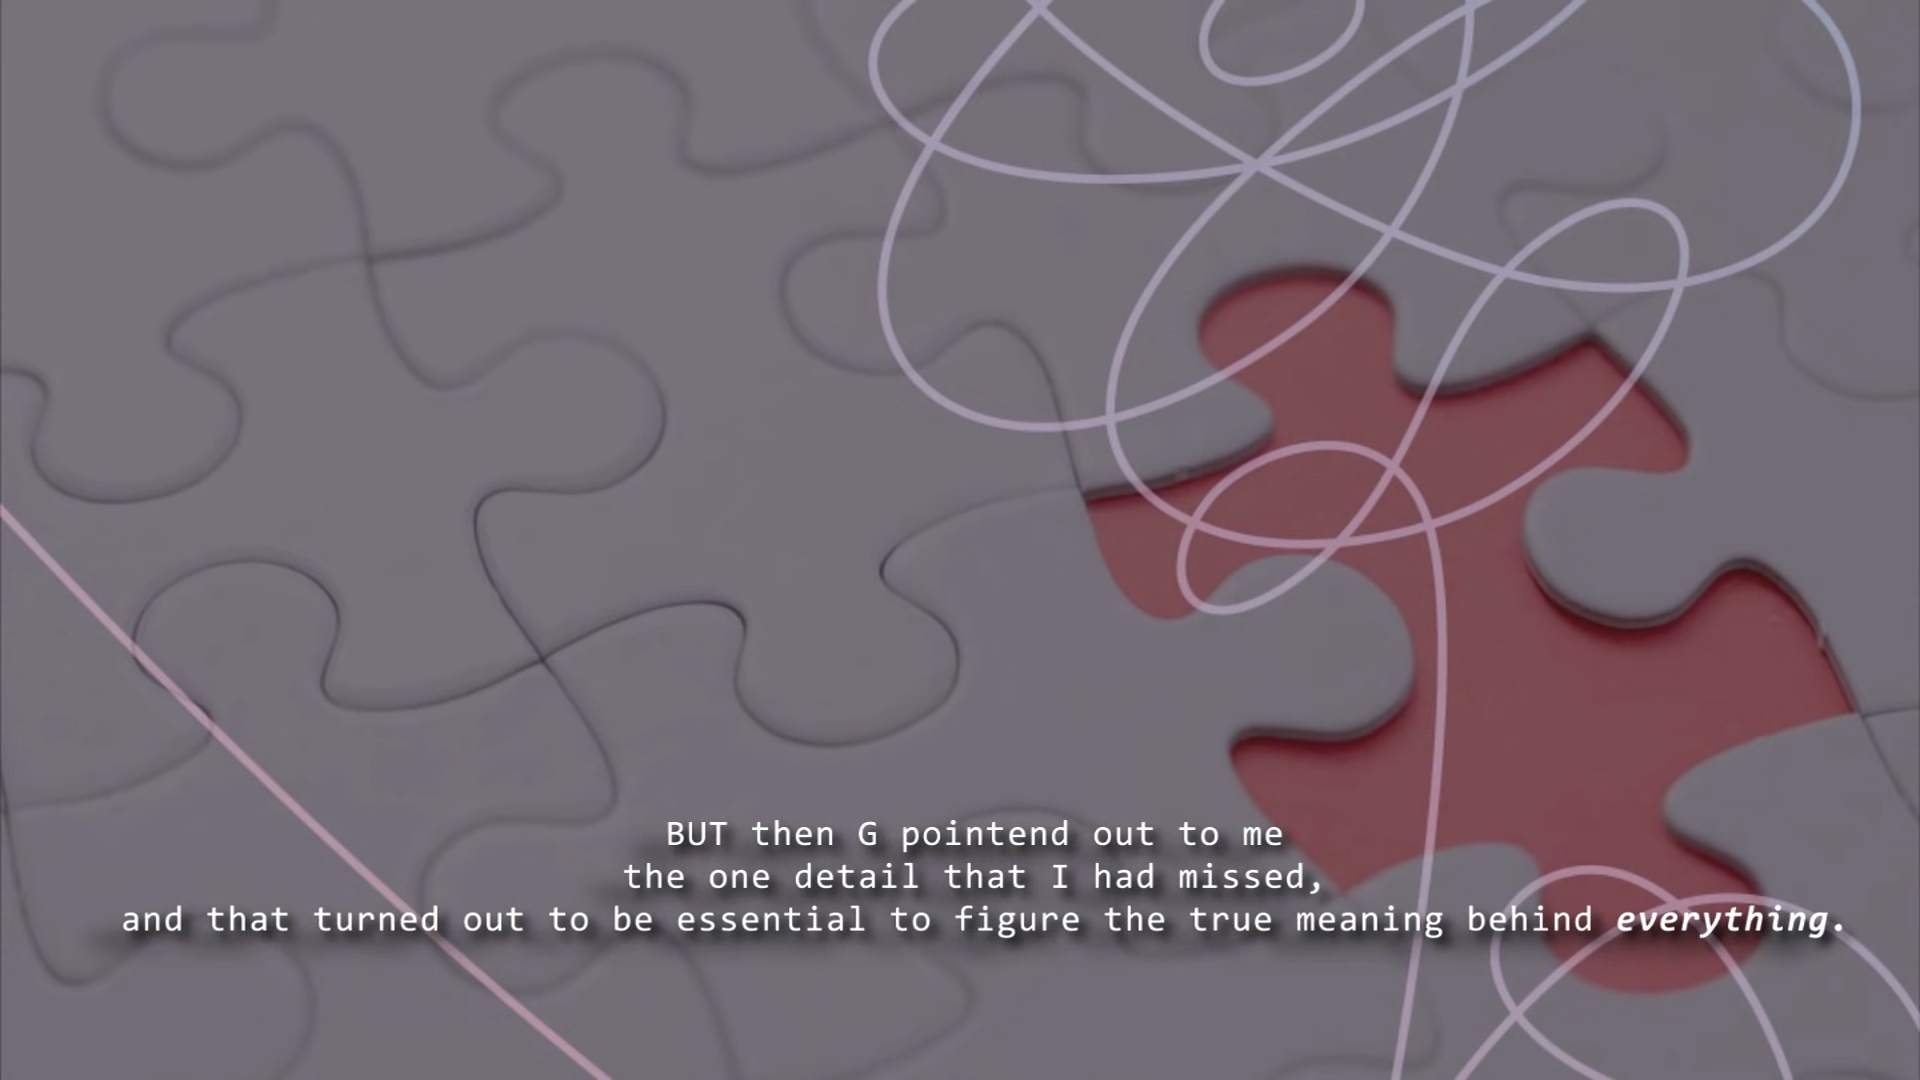 BUT then G pointend out to me
the one detail that I had missed,
and that turned out to be essential to figure the true meaning behind everything.